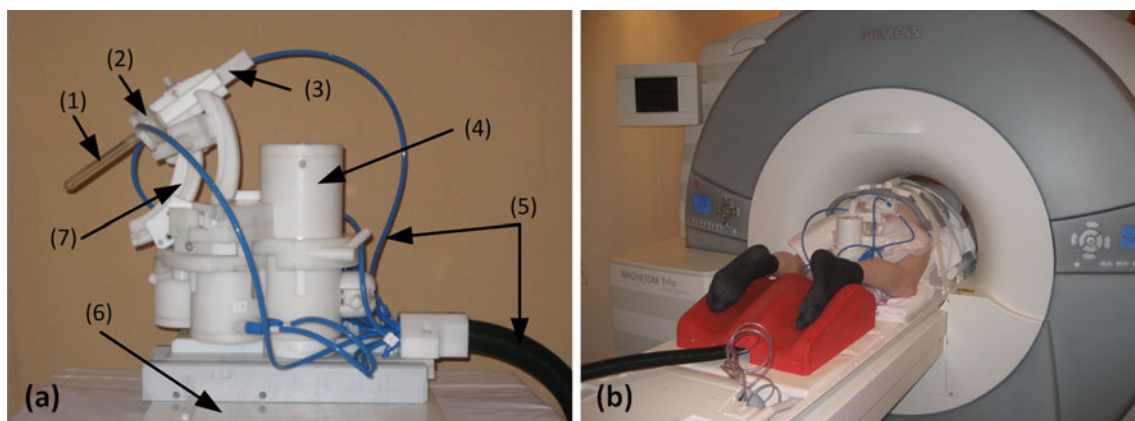 (1)
(2)
(3)
(4)
(5)
(6)
(7)
(a)
SIEMENS
MAGNETOM Trio
(b)